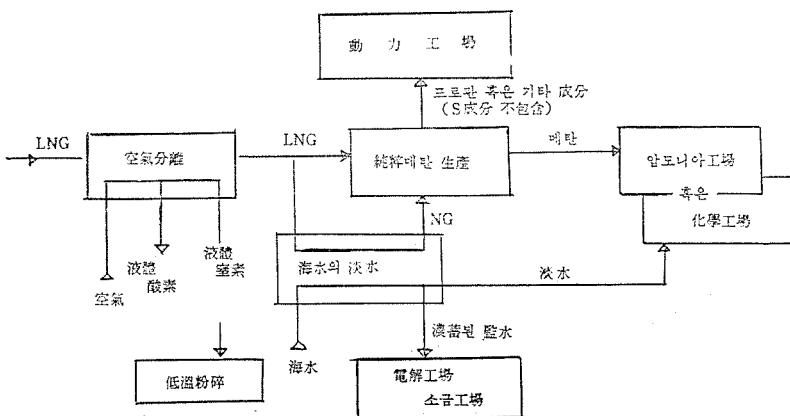 動 力 工 場
프로판 혹은 기타 成分
(S成分 不包含)
LNG
空氣分離
LNG
純粹메탄 生產
메탄
암모니아工場
혹은
化學工場
NG
液體
酸素
液體
窒素
空氣
海水의 淡水
淡水
濃蓄된 鹽水
海水
低溫粉碎
電解工場
소금工場